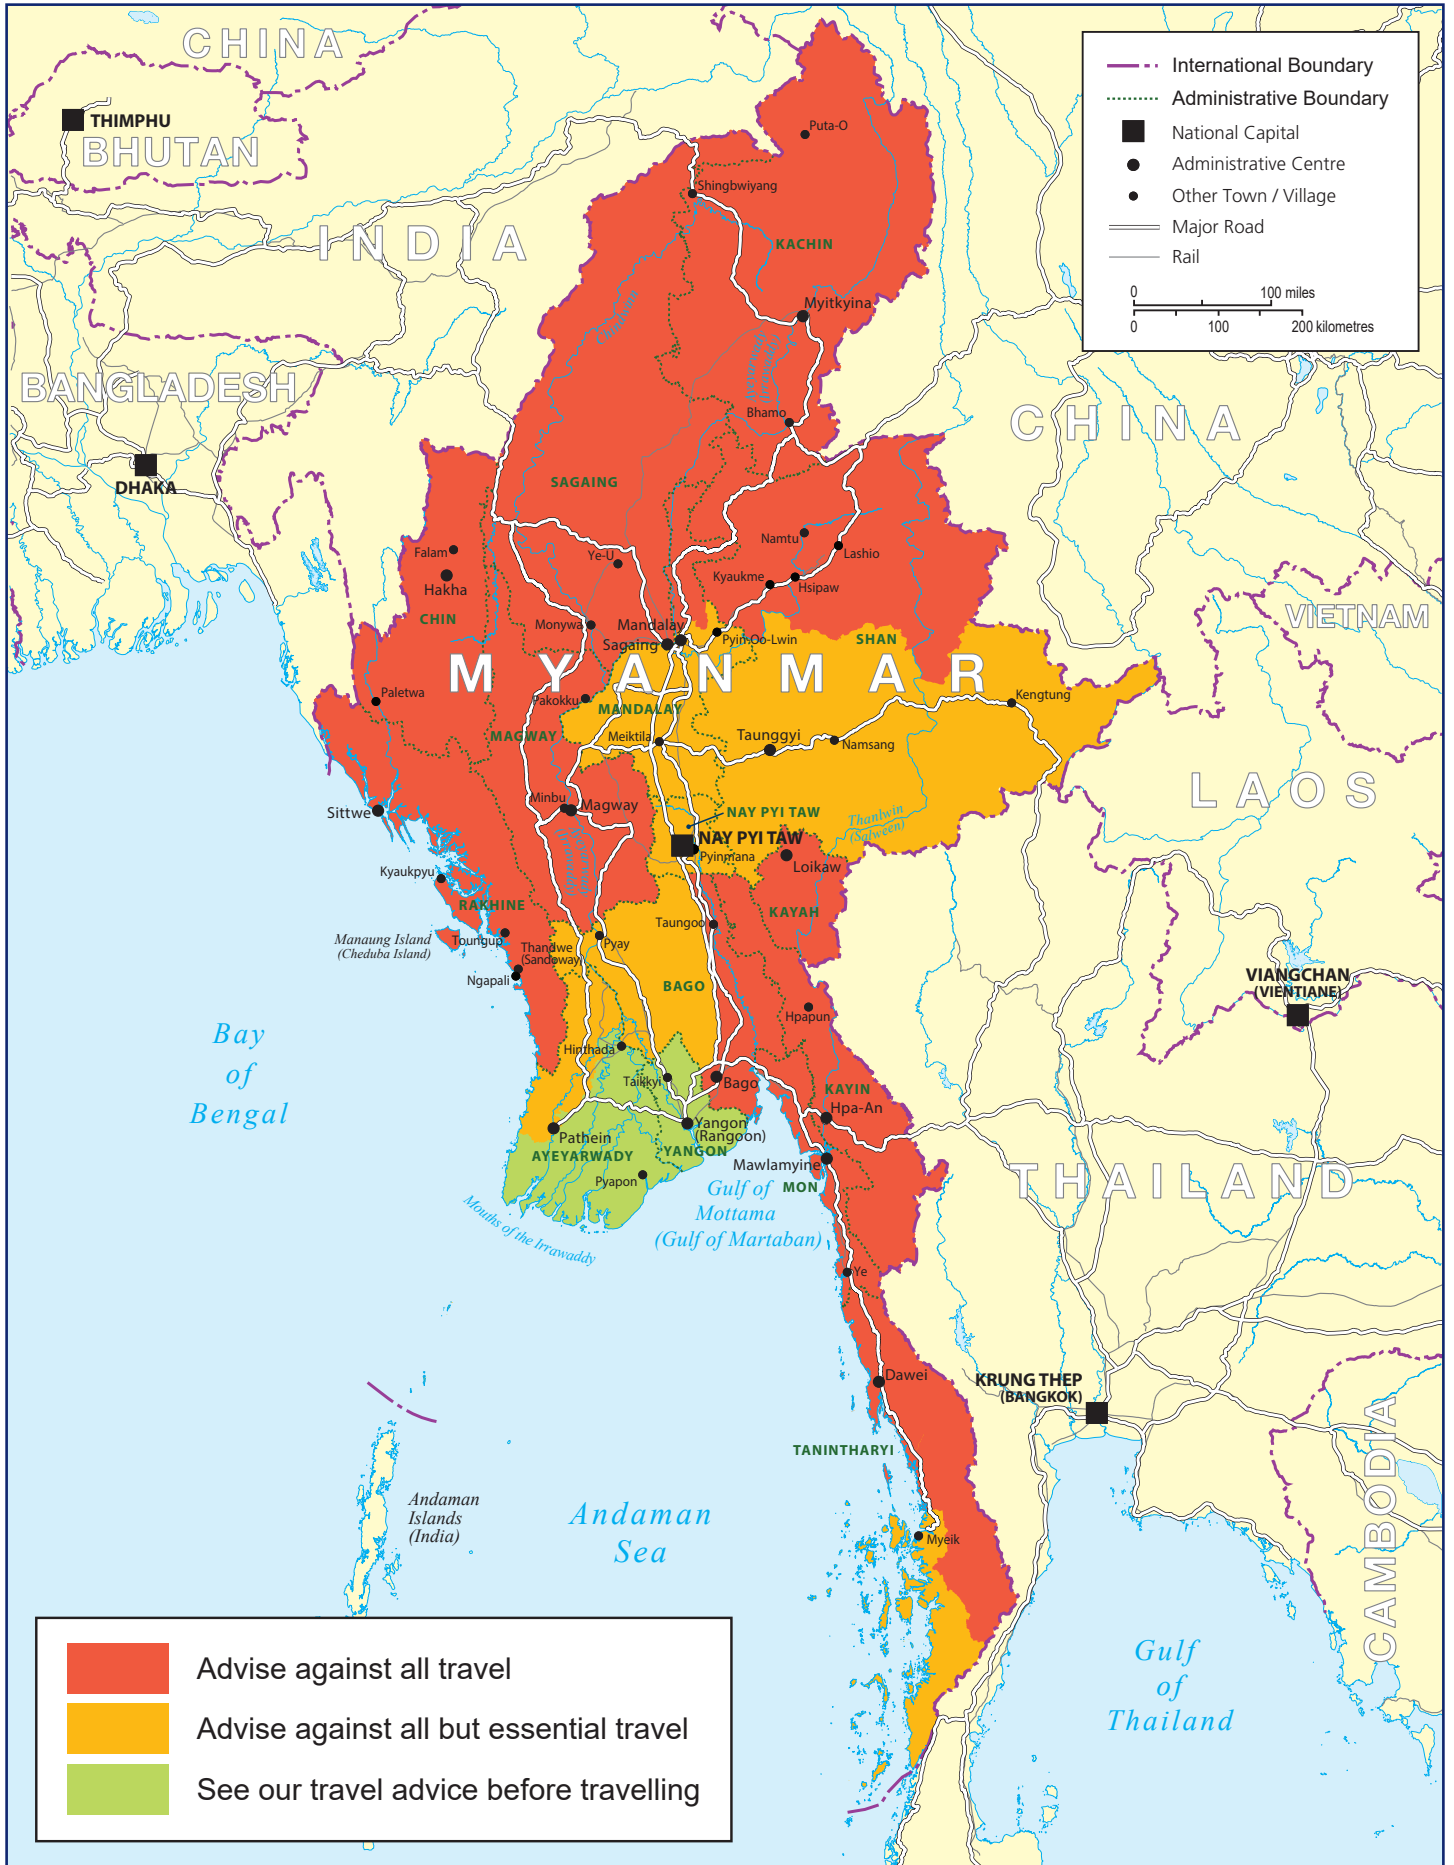 CHINA
THIMPHU
BHUTAN
INDIA
BANGLADESH
DHAKA
International Boundary
Administrative Boundary
National Capital
Administrative Centre
Other Town / Village
Major Road
Rail
0 100 miles
0 100 200 kilometres
Puta-O
Shingbwiyang
KACHIN
Myitkyina
Bhamo
CHINA
SAGAING
Falam
Hakha
CHIN
Ye-U
Namtu
Lashio
Kyaukme
Hsipaw
Monywa
Mandalay
Sagaing
Pyin-Oo-Lwin
SHAN
VIETNAM
MYANMAR
Paletwa
Pakokku
MANDALAY
Kengtung
MAGWAY
Meiktila
Taunggyi
Namsang
LAOS
Sittwe
Minbu
Magway
NAY PYI TAW
Thanlwin
(Salween)
NAY PYI TAW
Pyinmana
Loikaw
Kyaukpyu
RAKHINE
KAYAH
Manaung Island
(Cheduba Island)
Toungup
Taungoo
Thandwe
(Sandoway)
Pyay
Ngapali
BAGO
VIANGCHAN
(VIENTIANE)
Hpapun
Bay
of
Bengal
Hinthada
Taikkyi
Bago
KAYIN
Hpa-An
Pathein
Yangon
(Rangoon)
AYEYARWADY
YANGON
Mawlamyine
Pyapon
MON
THAILAND
Gulf of
Mottama
(Gulf of Martaban)
Mouths of the Irrawaddy
Ye
Dawei
KRUNG THEP
(BANGKOK)
TANINTHARYI
CAMBODIA
Andaman
Islands
(India)
Andaman
Sea
Myeik
Gulf
of
Thailand
Advise against all travel
Advise against all but essential travel
See our travel advice before travelling